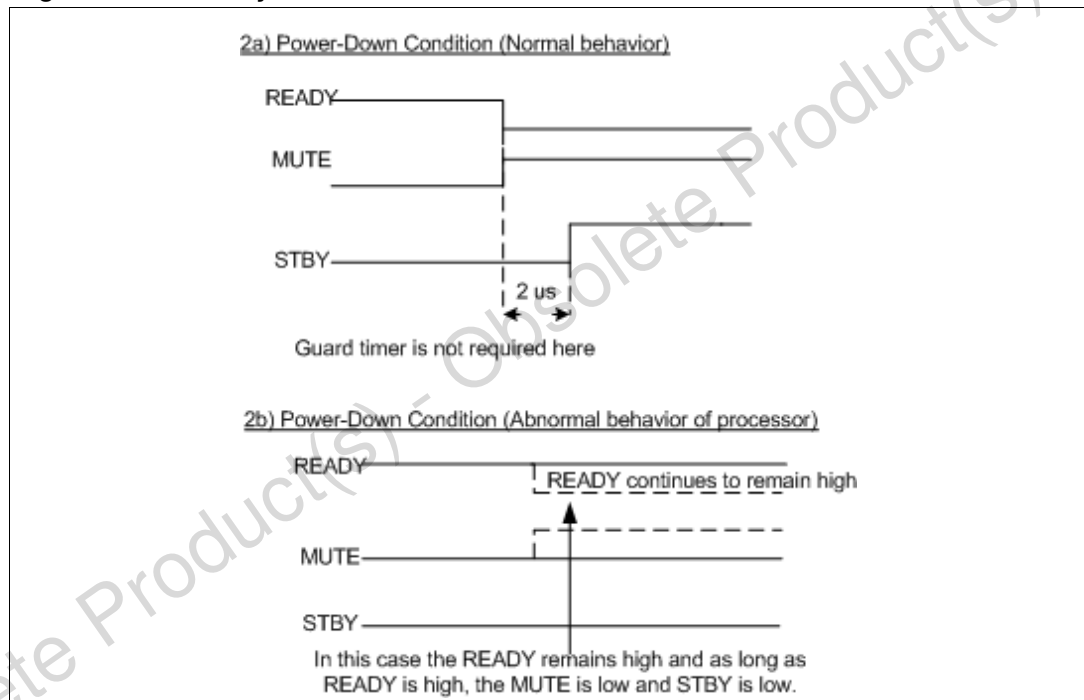 2a) Power-Down Condition (Normal behavior)
READY
MUTE
STBY
2 us
Guard timer is not required here
2b) Power-Down Condition (Abnormal behavior of processor)
READY
READY continues to remain high
MUTE
STBY
In this case the READY remains high and as long as
READY is high, the MUTE is low and STBY is low.
Product(s) - Obsolete Product(s)